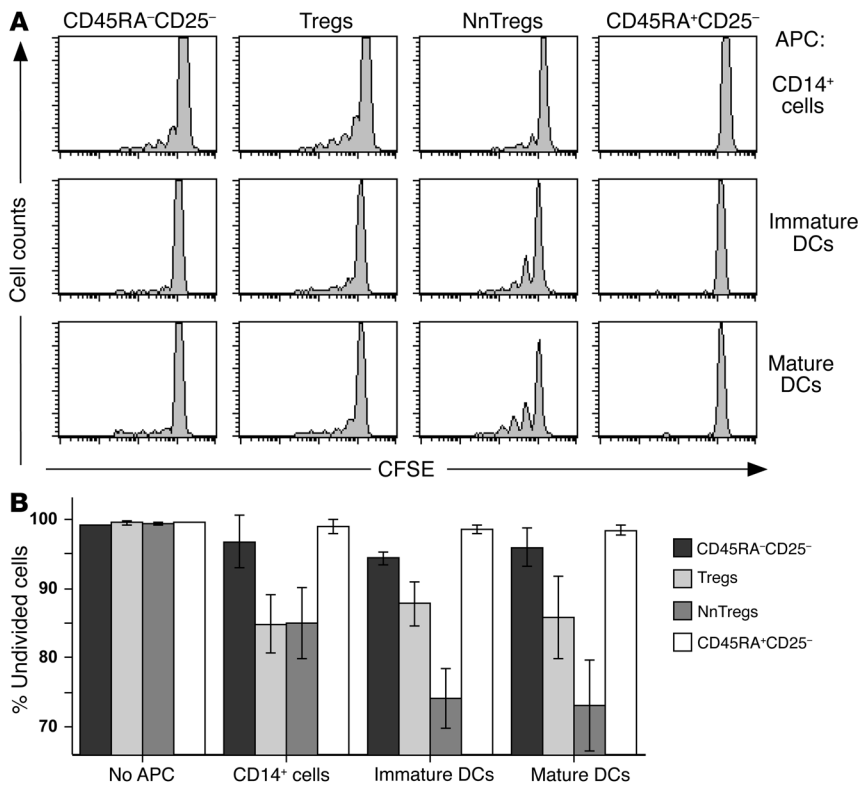 A
CD45RA⁻CD25⁻ Tregs NnTregs CD45RA⁺CD25⁻
APC:
CD14⁺
cells
Immature
DCs
Mature
DCs
Cell counts
CFSE
B
% Undivided cells
100
90
80
70
No APC CD14⁺ cells Immature DCs Mature DCs
CD45RA⁻CD25⁻
Tregs
NnTregs
CD45RA⁺CD25⁻